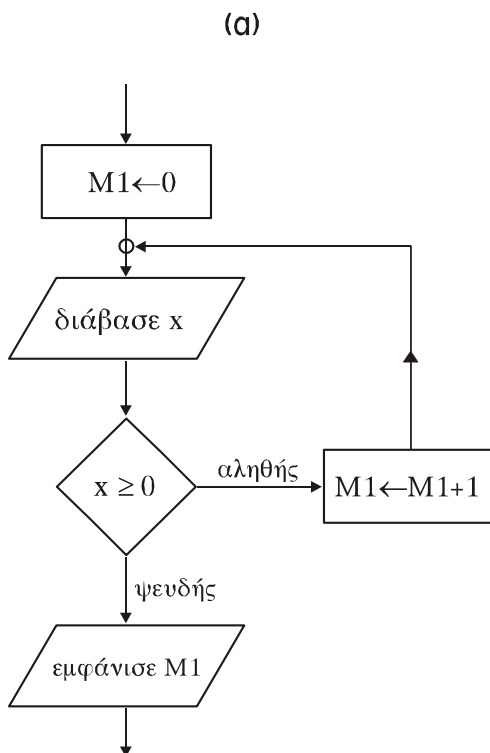 (α)
M1←0
διάβασε x
x ≥ 0
αληθής
M1←M1+1
ψευδής
εμφάνισε M1